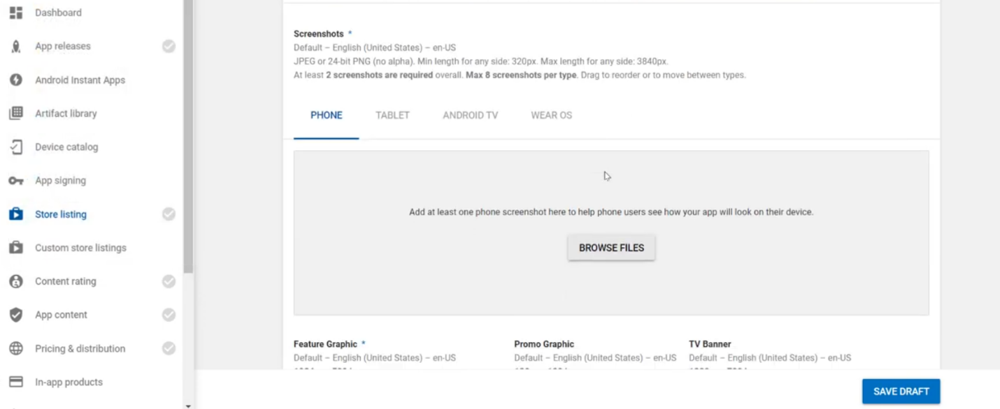 Dashboard
App releases
Android Instant Apps
Artifact library
Device catalog
App signing
Store listing
Custom store listings
Content rating
App content
Pricing & distribution
In-app products
Screenshots *
Default – English (United States) – en-US
JPEG or 24-bit PNG (no alpha). Min length for any side: 320px. Max length for any side: 3840px.
At least 2 screenshots are required overall. Max 8 screenshots per type. Drag to reorder or to move between types.
PHONE TABLET ANDROID TV WEAR OS
Add at least one phone screenshot here to help phone users see how your app will look on their device.
BROWSE FILES
Feature Graphic * Promo Graphic TV Banner
Default – English (United States) – en-US Default – English (United States) – en-US Default – English (United States) – en-US
SAVE DRAFT